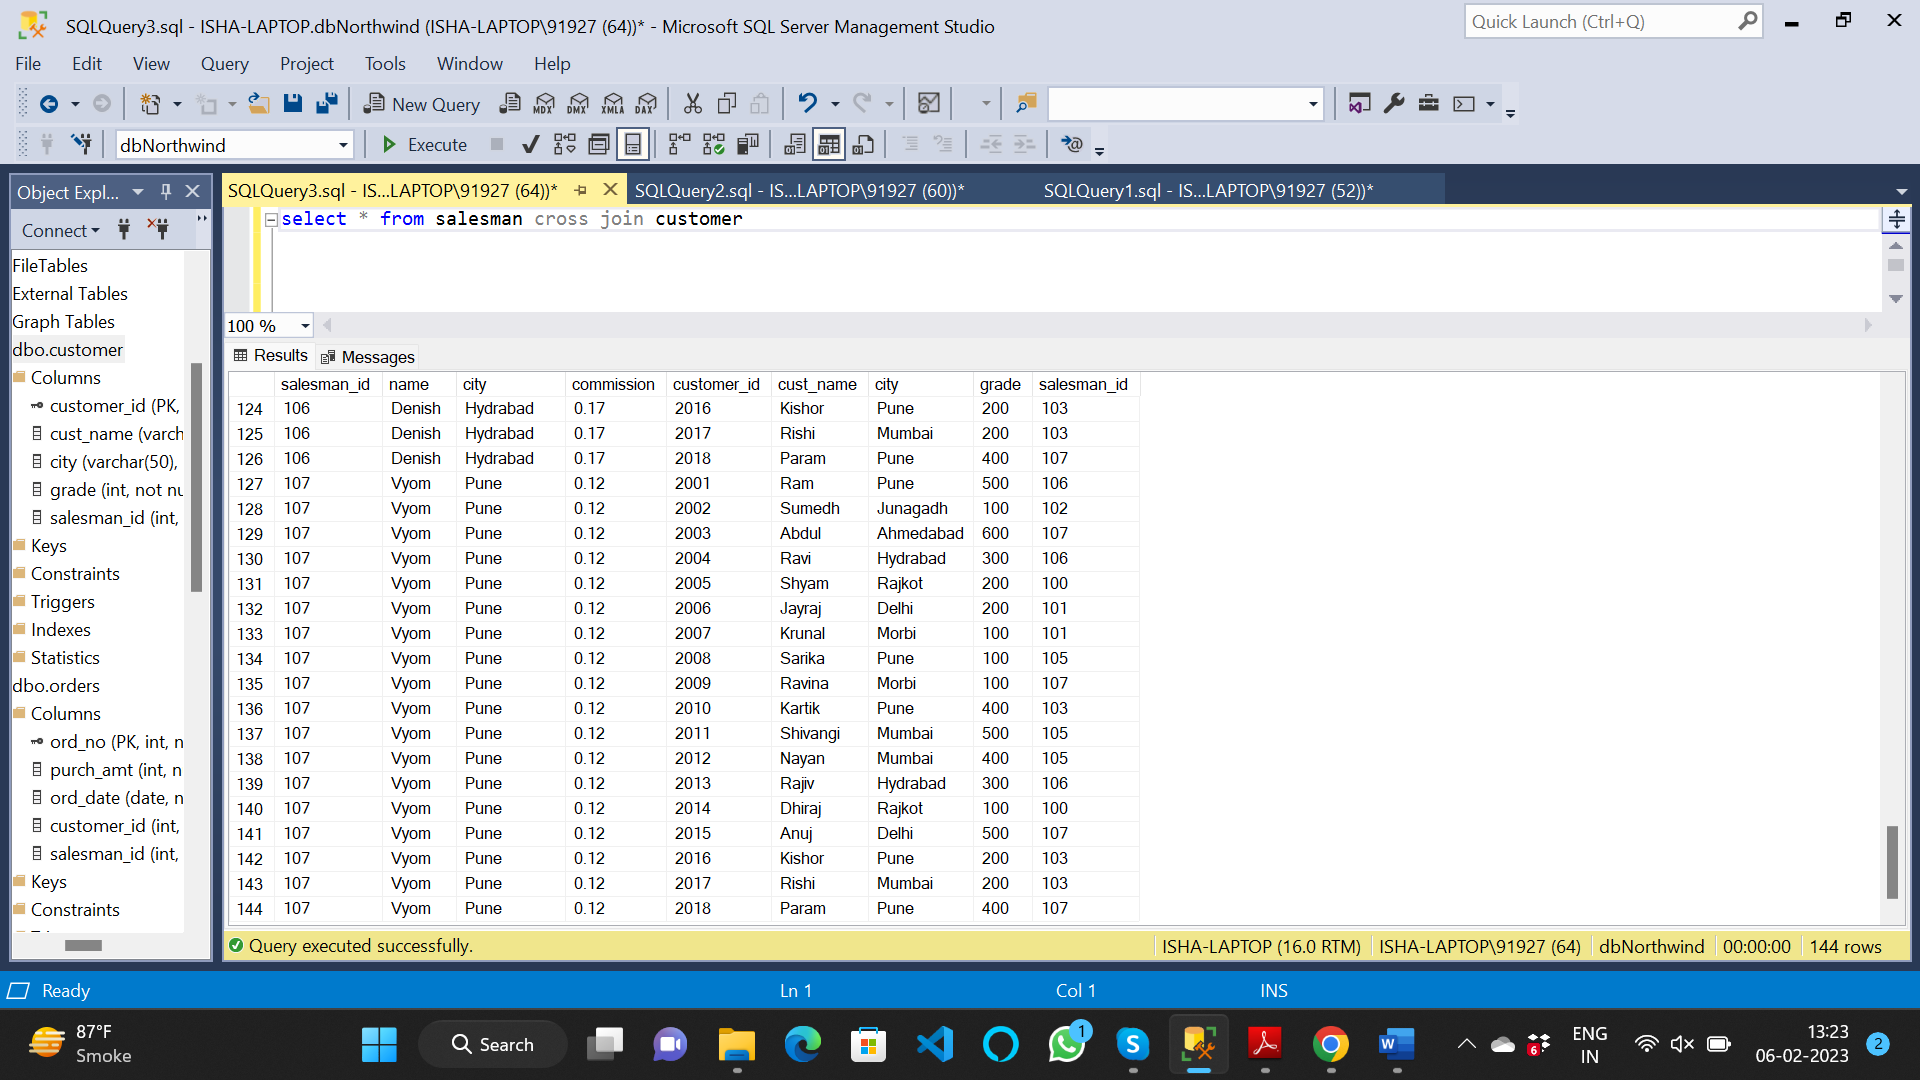 SQLQuery3.sql - ISHA-LAPTOP.dbNorthwind (ISHA-LAPTOP\91927 (64))* - Microsoft SQL Server Management Studio
Quick Launch (Ctrl+Q)
File Edit View Query Project Tools Window Help
New Query MDX DMX XMLA DAX
dbNorthwind Execute
Object Expl...
SQLQuery3.sql - IS...LAPTOP\91927 (64))* SQLQuery2.sql - IS...LAPTOP\91927 (60))* SQLQuery1.sql - IS...LAPTOP\91927 (52))*
Connect
FileTables
External Tables
Graph Tables
dbo.customer
Columns
customer_id (PK,
cust_name (varch
city (varchar(50),
grade (int, not nu
salesman_id (int,
Keys
Constraints
Triggers
Indexes
Statistics
dbo.orders
Columns
ord_no (PK, int, n
purch_amt (int, n
ord_date (date, n
customer_id (int,
salesman_id (int,
Keys
Constraints
select * from salesman cross join customer
100 %
Results Messages
salesman_id name city commission customer_id cust_name city grade salesman_id
124 106 Denish Hydrabad 0.17 2016 Kishor Pune 200 103
125 106 Denish Hydrabad 0.17 2017 Rishi Mumbai 200 103
126 106 Denish Hydrabad 0.17 2018 Param Pune 400 107
127 107 Vyom Pune 0.12 2001 Ram Pune 500 106
128 107 Vyom Pune 0.12 2002 Sumedh Junagadh 100 102
129 107 Vyom Pune 0.12 2003 Abdul Ahmedabad 600 107
130 107 Vyom Pune 0.12 2004 Ravi Hydrabad 300 106
131 107 Vyom Pune 0.12 2005 Shyam Rajkot 200 100
132 107 Vyom Pune 0.12 2006 Jayraj Delhi 200 101
133 107 Vyom Pune 0.12 2007 Krunal Morbi 100 101
134 107 Vyom Pune 0.12 2008 Sarika Pune 100 105
135 107 Vyom Pune 0.12 2009 Ravina Morbi 100 107
136 107 Vyom Pune 0.12 2010 Kartik Pune 400 103
137 107 Vyom Pune 0.12 2011 Shivangi Mumbai 500 105
138 107 Vyom Pune 0.12 2012 Nayan Mumbai 400 105
139 107 Vyom Pune 0.12 2013 Rajiv Hydrabad 300 106
140 107 Vyom Pune 0.12 2014 Dhiraj Rajkot 100 100
141 107 Vyom Pune 0.12 2015 Anuj Delhi 500 107
142 107 Vyom Pune 0.12 2016 Kishor Pune 200 103
143 107 Vyom Pune 0.12 2017 Rishi Mumbai 200 103
144 107 Vyom Pune 0.12 2018 Param Pune 400 107
Query executed successfully. ISHA-LAPTOP (16.0 RTM) ISHA-LAPTOP\91927 (64) dbNorthwind 00:00:00 144 rows
Ready Ln 1 Col 1 INS
87°F
Smoke
Search
1
6
ENG
IN
13:23
06-02-2023
2